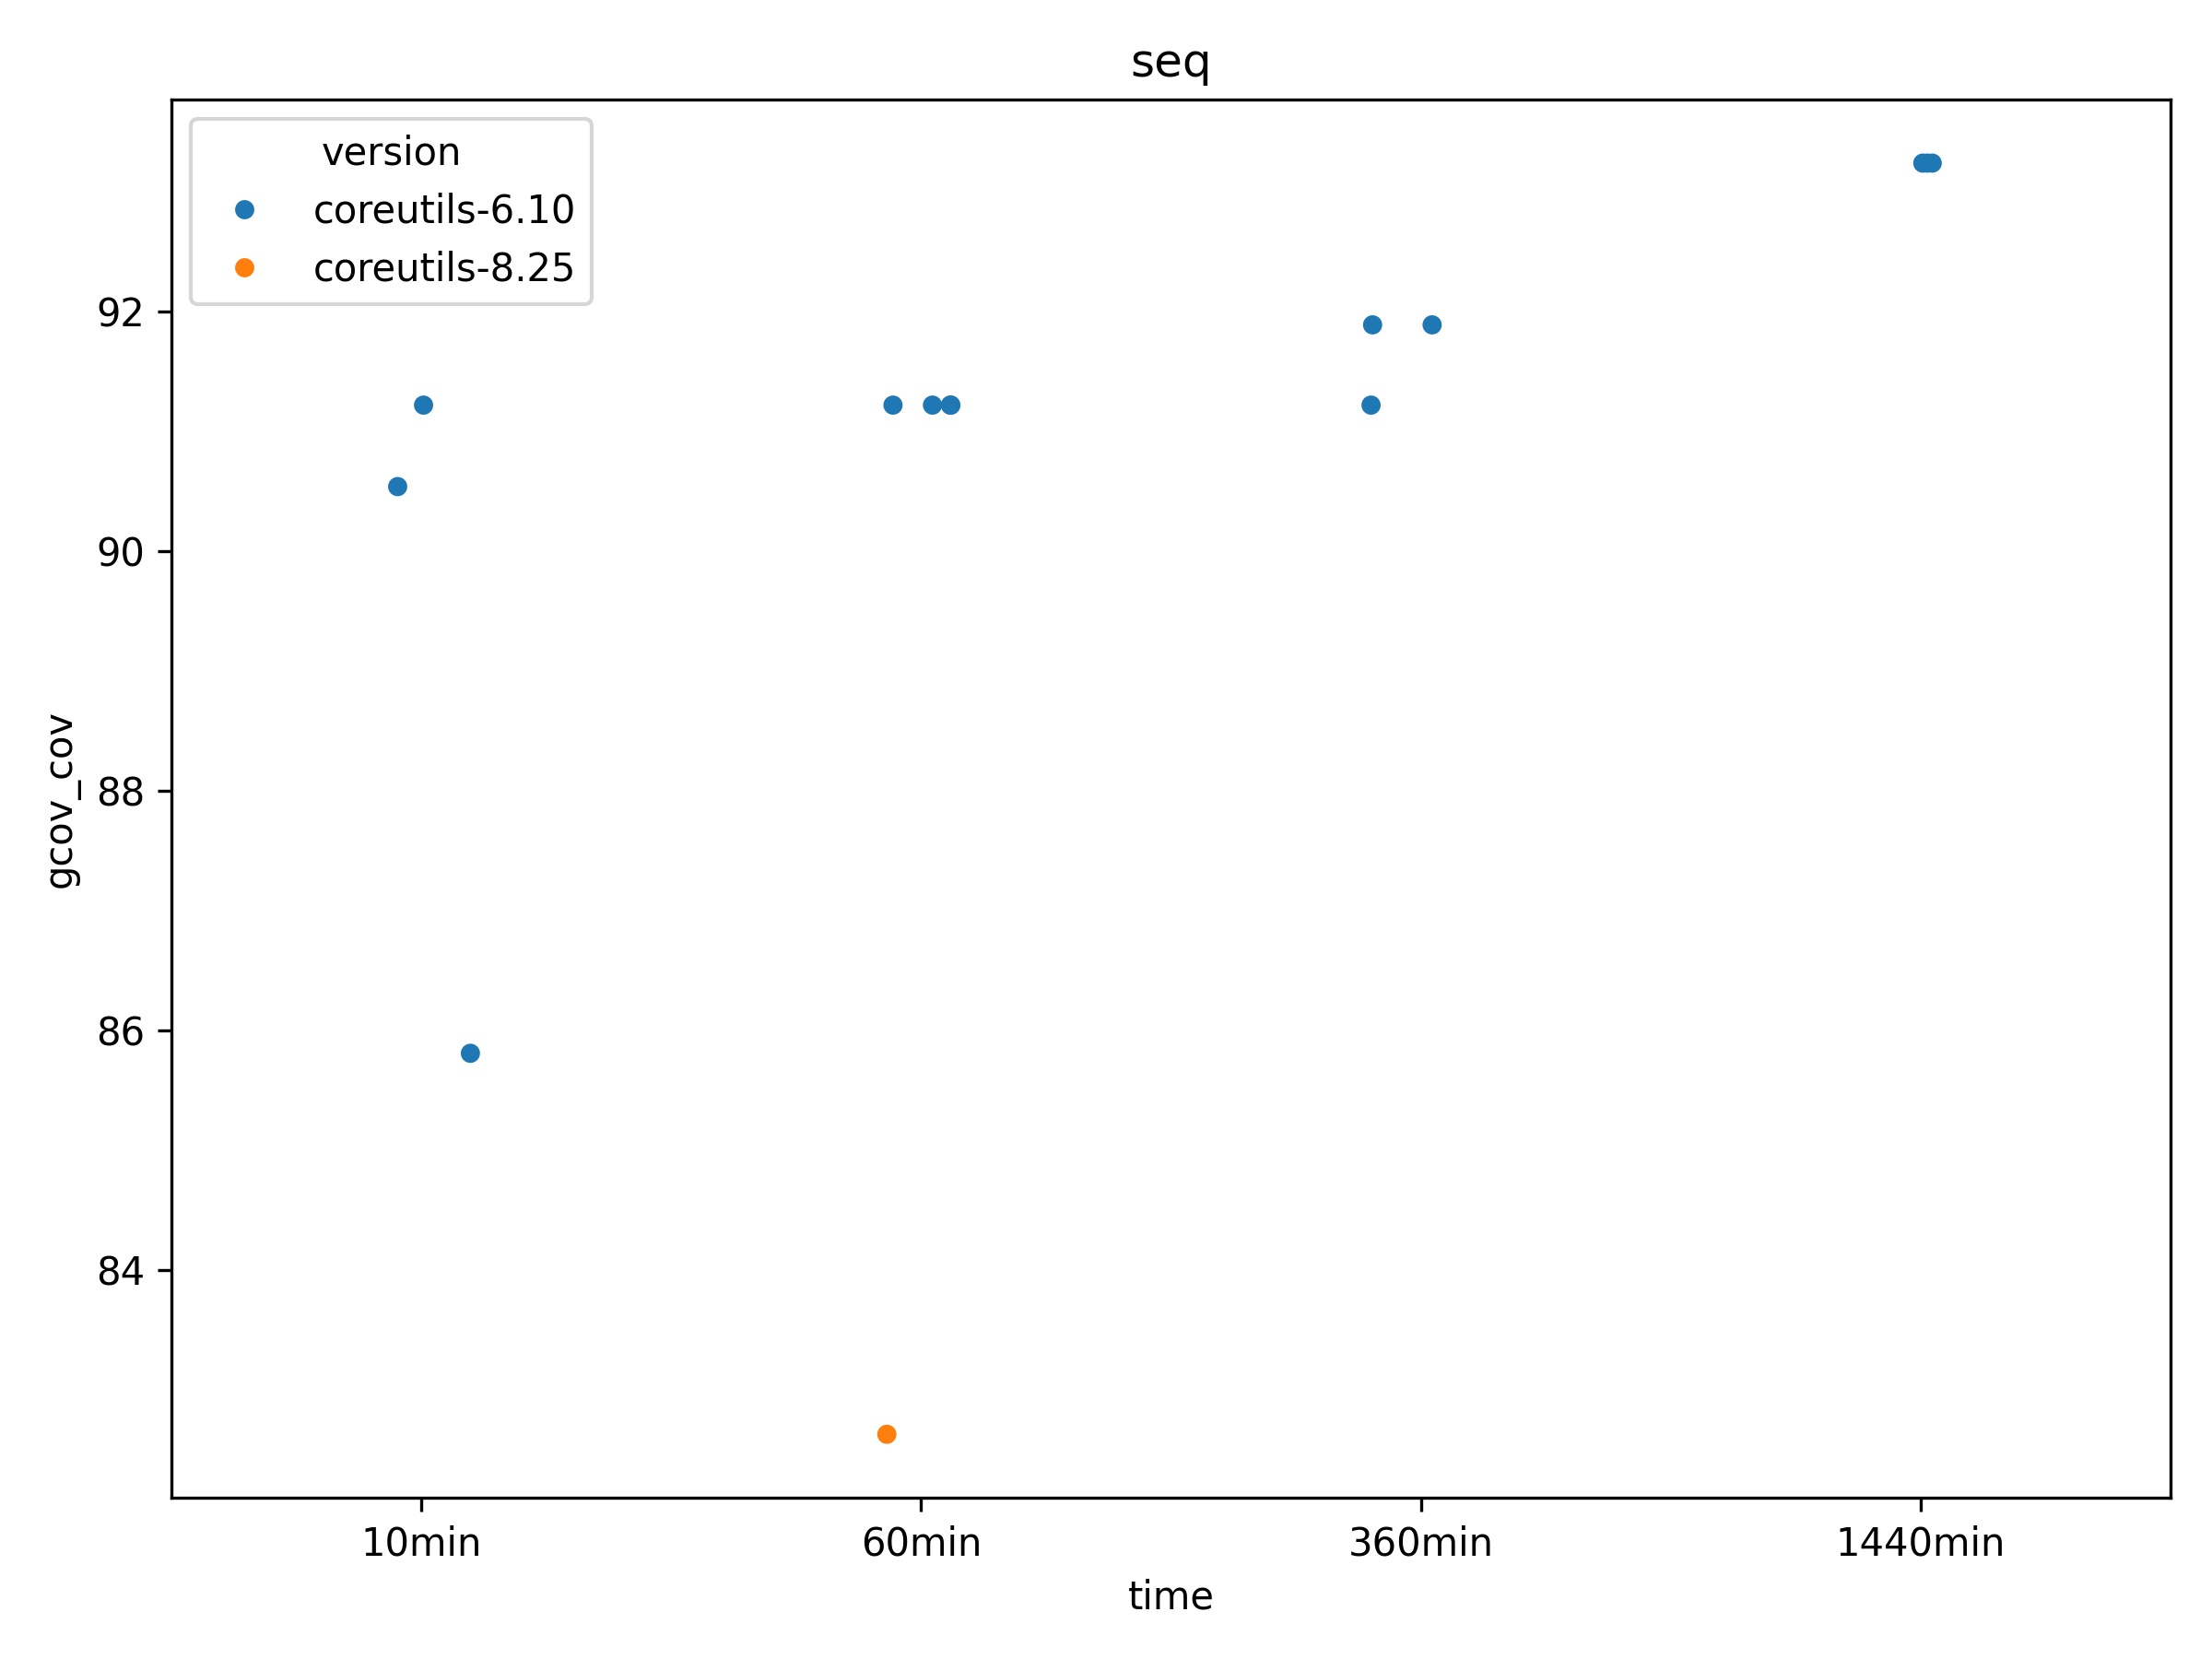 seq
version
coreutils-6.10
coreutils-8.25
92
90
88
86
84
gcov_cov
10min 60min 360min 1440min
time